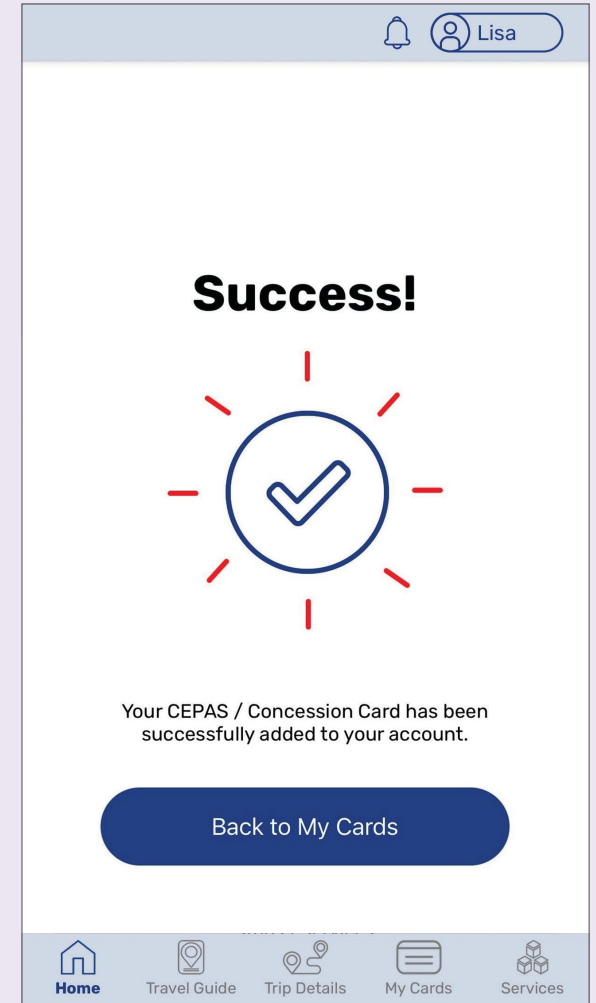 Lisa
Success!
Your CEPAS / Concession Card has been
successfully added to your account.
Back to My Cards
Home
Travel Guide
Trip Details
My Cards
Services